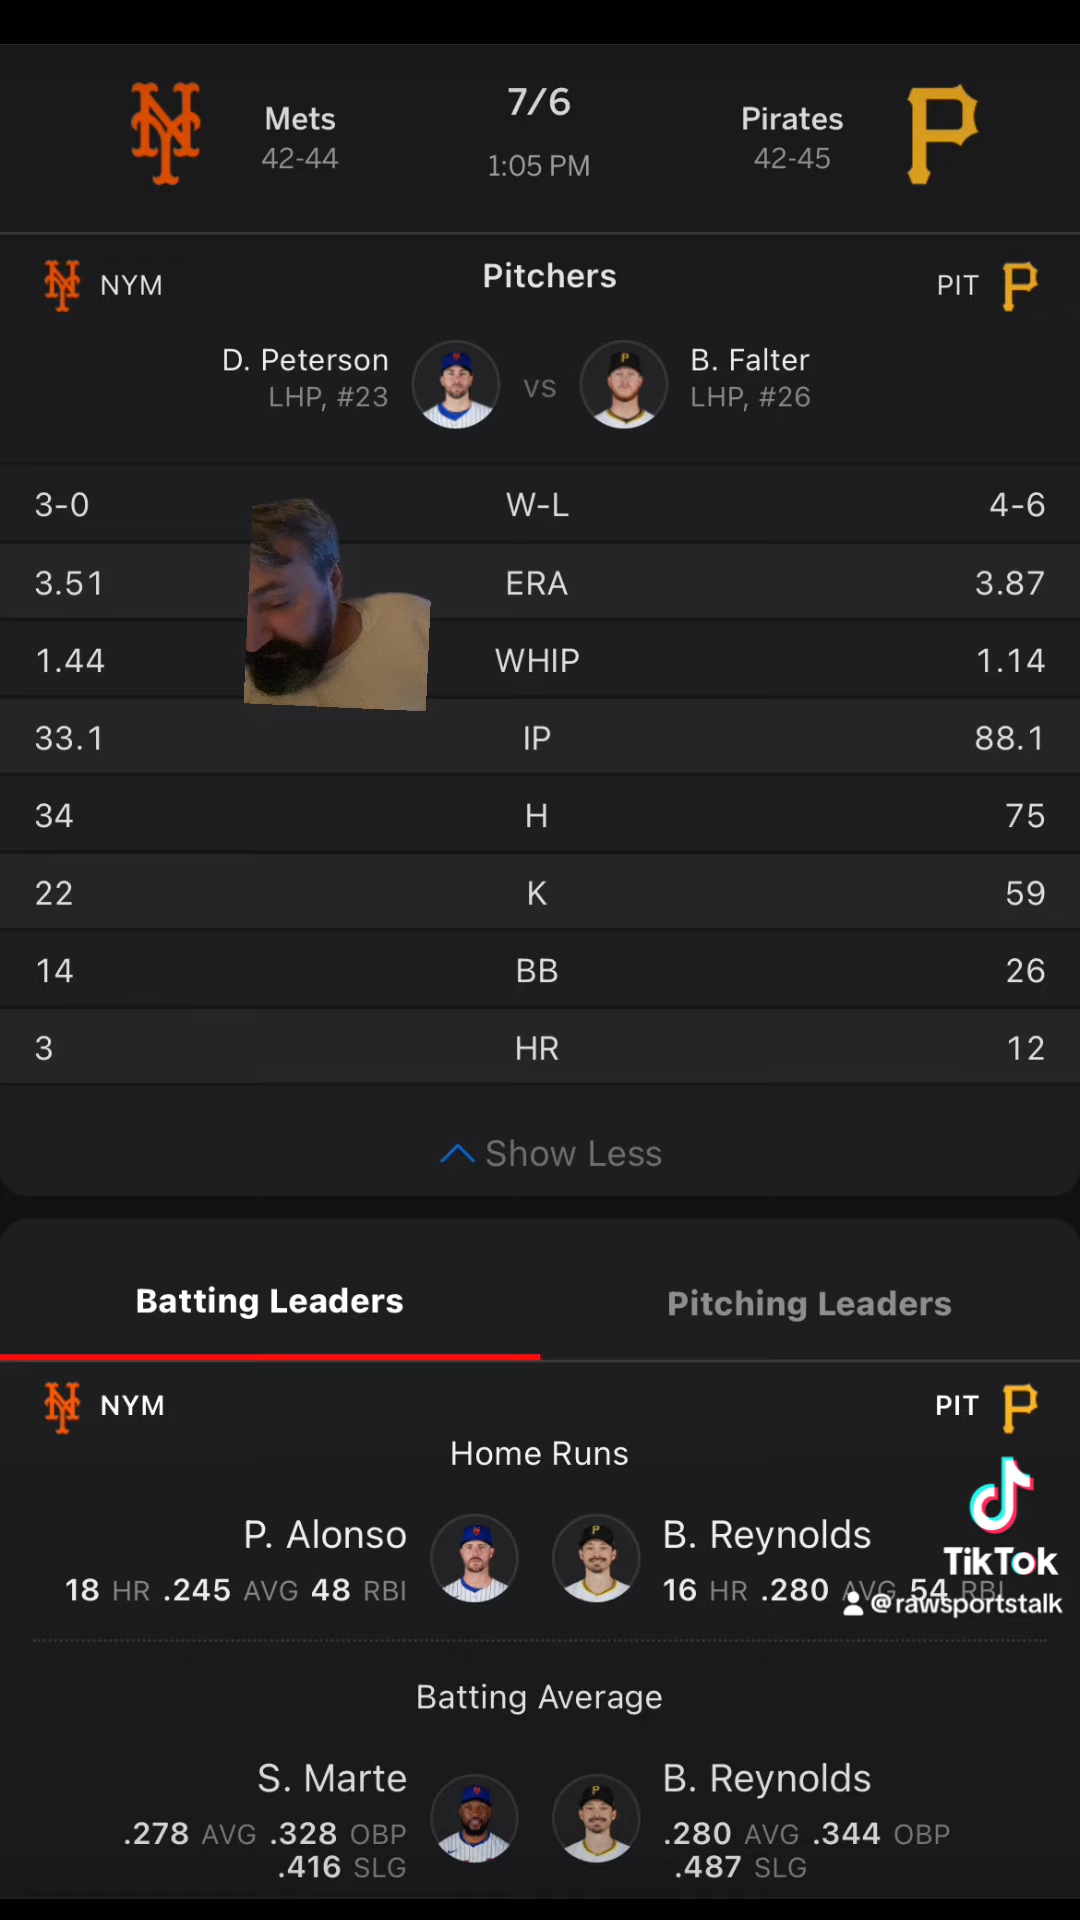 Mets
42-44
7/6
1:05 PM
Pirates
42-45
NYM
Pitchers
PIT
D. Peterson
LHP, #23
vs
B. Falter
LHP, #26
3-0 W-L 4-6
3.51 ERA 3.87
1.44 WHIP 1.14
33.1 IP 88.1
34 H 75
22 K 59
14 BB 26
3 HR 12
Show Less
Batting Leaders
Pitching Leaders
NYM
PIT
Home Runs
P. Alonso
18 HR .245 AVG 48 RBI
B. Reynolds
16 HR .280 AVG 54 RBI
TikTok
@rawsportstalk
Batting Average
S. Marte
.278 AVG .328 OBP
.416 SLG
B. Reynolds
.280 AVG .344 OBP
.487 SLG